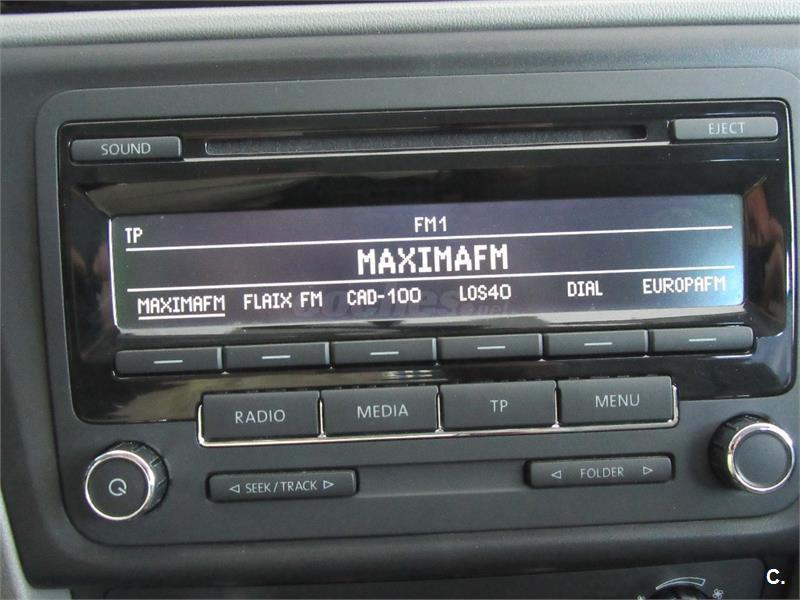 SOUND
EJECT
TP FM1
MAXIMAFM
MAXIMAFM FLAIX FM CAD-100 LOS40 DIAL EUROPAFM
RADIO MEDIA TP MENU
SEEK/TRACK
FOLDER
C.